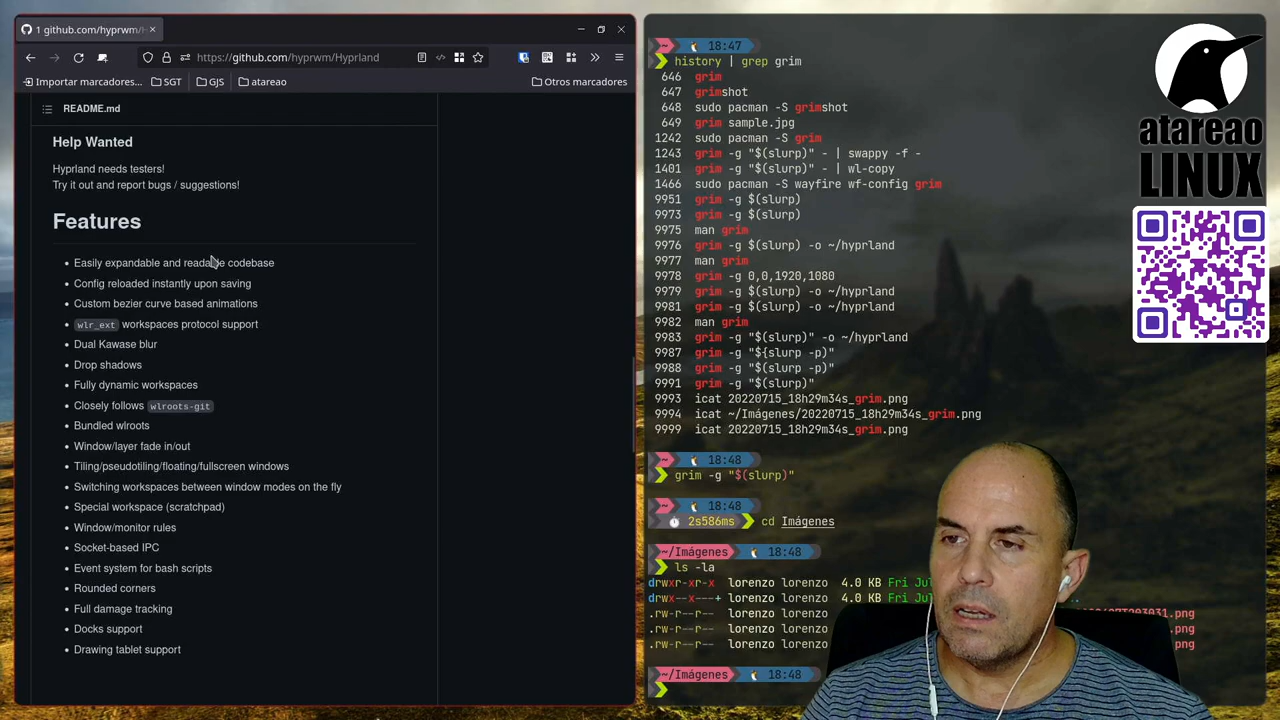 1 github.com/hyprwm/H
https://github.com/hyprwm/Hyprland
Importar marcadores...
SGT
GJS
atareao
Otros marcadores
README.md
Help Wanted
Hyprland needs testers!
Try it out and report bugs / suggestions!
Features
Easily expandable and readable codebase
Config reloaded instantly upon saving
Custom bezier curve based animations
wlr_ext workspaces protocol support
Dual Kawase blur
Drop shadows
Fully dynamic workspaces
Closely follows wlroots-git
Bundled wlroots
Window/layer fade in/out
Tiling/pseudotiling/floating/fullscreen windows
Switching workspaces between window modes on the fly
Special workspace (scratchpad)
Window/monitor rules
Socket-based IPC
Event system for bash scripts
Rounded corners
Full damage tracking
Docks support
Drawing tablet support
~ 18:47
history | grep grim
646 grim
647 grimshot
648 sudo pacman -S grimshot
649 grim sample.jpg
1242 sudo pacman -S grim
1243 grim -g "$(slurp)" - | swappy -f -
1401 grim -g "$(slurp)" - | wl-copy
1466 sudo pacman -S wayfire wf-config grim
9951 grim -g $(slurp)
9973 grim -g $(slurp)
9975 man grim
9976 grim -g $(slurp) -o ~/hyprland
9977 man grim
9978 grim -g 0,0,1920,1080
9979 grim -g $(slurp) -o ~/hyprland
9981 grim -g $(slurp) -o ~/hyprland
9982 man grim
9983 grim -g "$(slurp)" -o ~/hyprland
9987 grim -g "${slurp -p)"
9988 grim -g "$(slurp -p)"
9991 grim -g "$(slurp)"
9993 icat 20220715_18h29m34s_grim.png
9994 icat ~/Imágenes/20220715_18h29m34s_grim.png
9999 icat 20220715_18h29m34s_grim.png
~ 18:48
grim -g "$(slurp)"
~ 18:48
2s586ms cd Imágenes
~/Imágenes 18:48
ls -la
drwxr-xr-x lorenzo lorenzo 4.0 KB Fri Jul
drwx--x---+ lorenzo lorenzo 4.0 KB Fri
.rw-r--r-- lorenzo lorenzo
.rw-r--r-- lorenzo lorenzo .png
.rw-r--r-- lorenzo lorenzo .png
~/Imágenes 18:48
atareao
LINUX